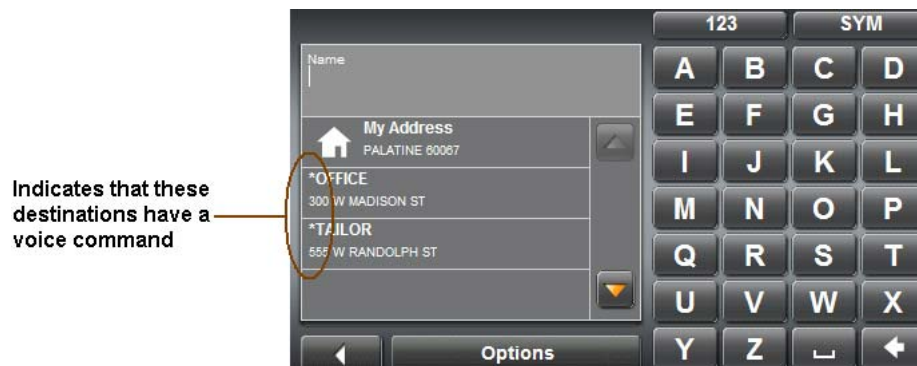 Indicates that these
destinations have a
voice command
Name
My Address
PALATINE 60067
*OFFICE
300 W MADISON ST
*TAILOR
555 W RANDOLPH ST
Options
123 SYM
A B C D
E F G H
I J K L
M N O P
Q R S T
U V W X
Y Z